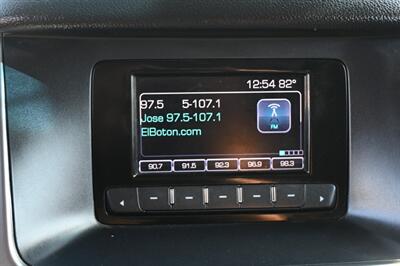 12:54 82°
97.5 5-107.1
Jose 97.5-107.1
ElBoton.com
FM
90.7 91.5 92.3 96.9 98.3